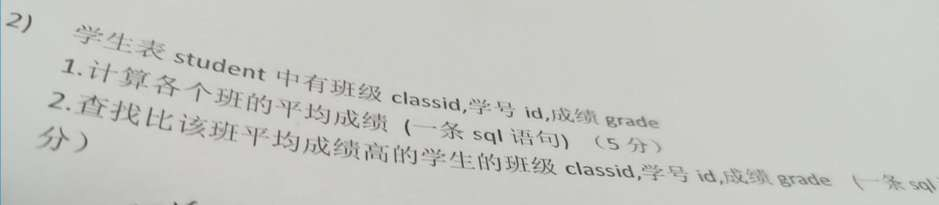 2) 学生表 student 中有班级 classid,学号 id,成绩 grade
1.计算各个班的平均成绩（一条 sql 语句)（5 分）
2.查找比该班平均成绩高的学生的班级 classid,学号 id,成绩 grade （一条 sql
分）